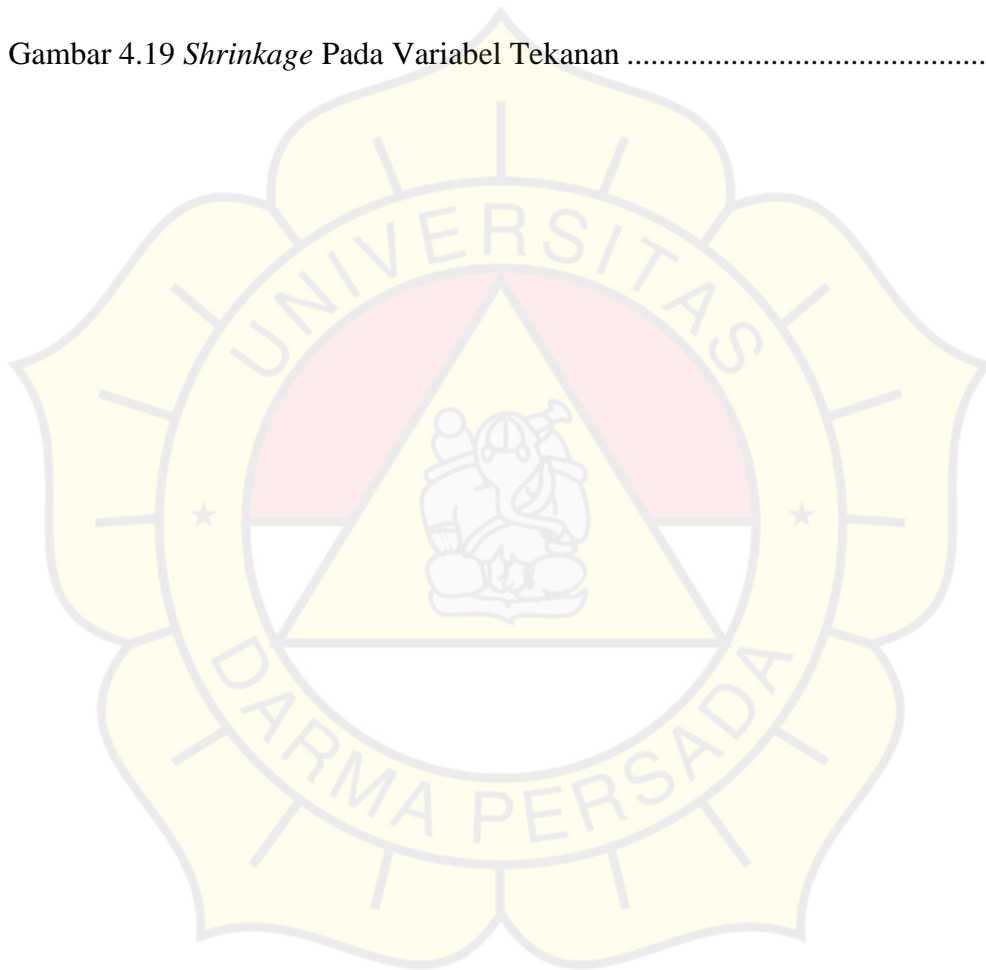 Gambar 4.19 Shrinkage Pada Variabel Tekanan .............................................
UNIVERSITAS
DARMA PERSADA